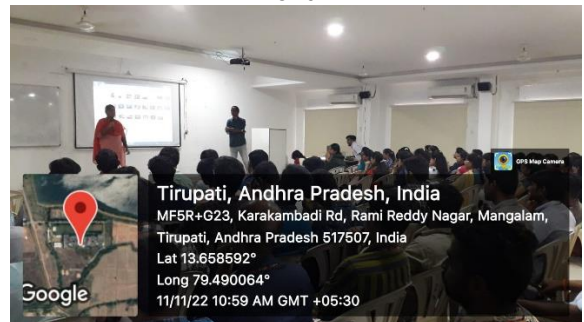 GPS Map Camera
Tirupati, Andhra Pradesh, India
MF5R+G23, Karakambadi Rd, Rami Reddy Nagar, Mangalam,
Tirupati, Andhra Pradesh 517507, India
Lat 13.658592°
Long 79.490064°
11/11/22 10:59 AM GMT +05:30
Google